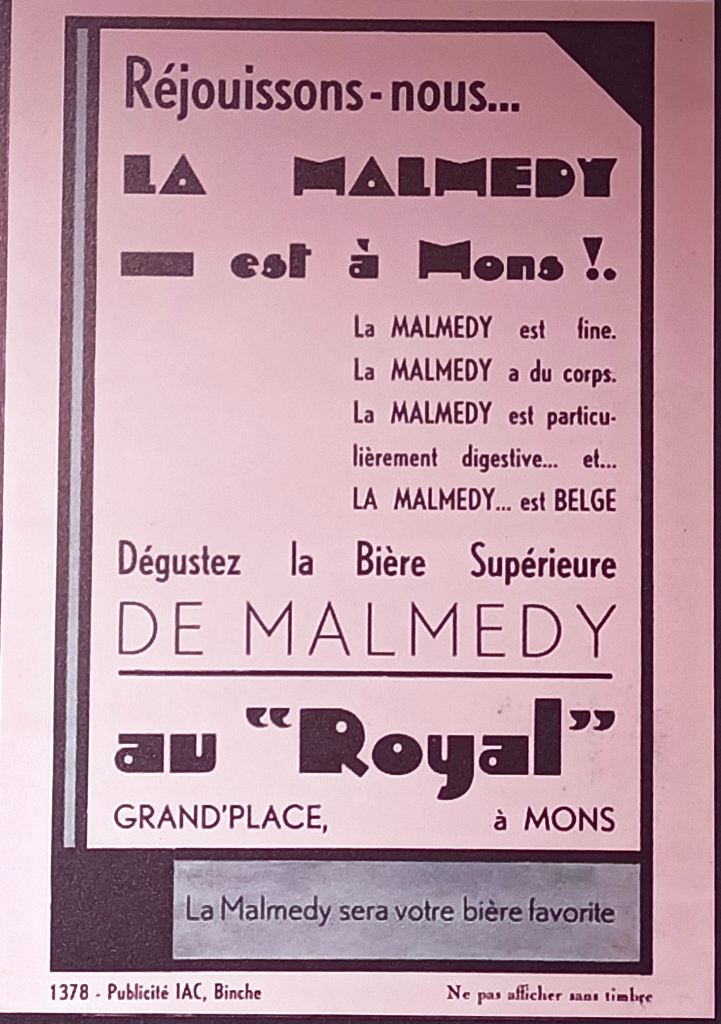 Réjouissons-nous...
LA MALMEDY
est à Mons !..
La MALMEDY est fine.
La MALMEDY a du corps.
La MALMEDY est particu-
lièrement digestive... et...
LA MALMEDY... est BELGE
Dégustez la Bière Supérieure
DE MALMEDY
au “Royal”
GRAND'PLACE, à MONS
La Malmedy sera votre bière favorite
1378 - Publicité IAC, Binche Ne pas afficher sans timbre